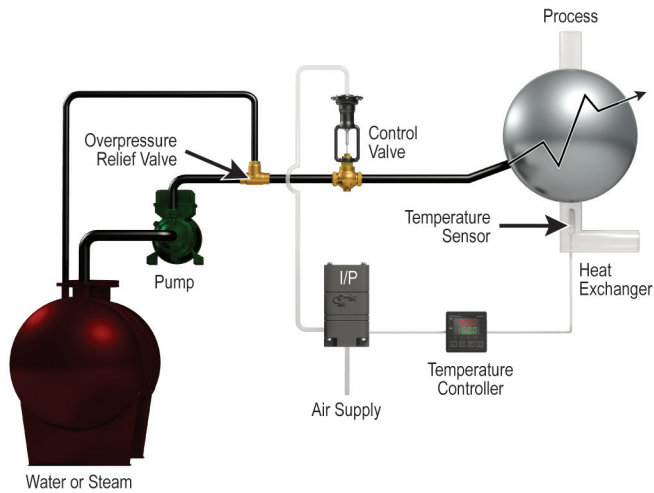 Process
Overpressure
Relief Valve
Control
Valve
Temperature
Sensor
Pump
I/P
Heat
Exchanger
Temperature
Controller
Air Supply
Water or Steam